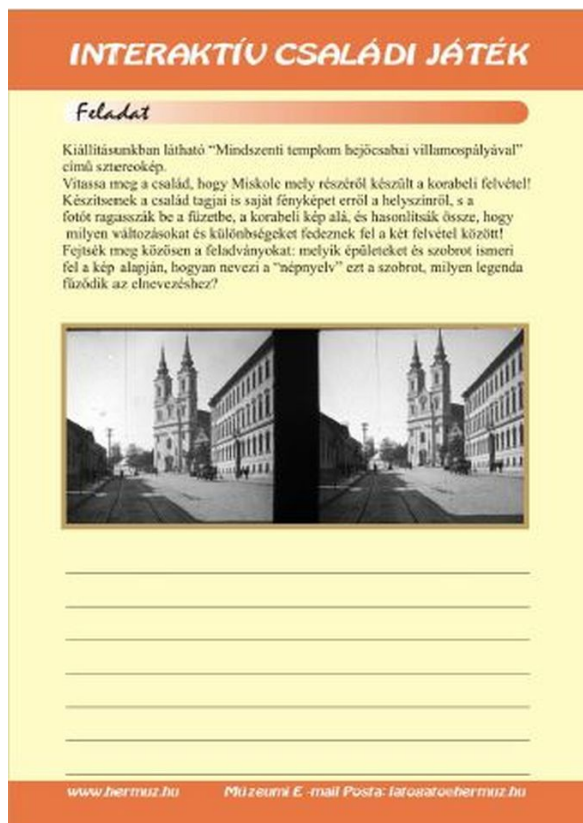 INTERAKTÍV CSALÁDI JÁTÉK
Feladat
Kiállításunkban látható “Mindszenti templom hejőcsabai villamospályával”
című sztereokép.
Vitassa meg a család, hogy Miskolc mely részéről készült a korabeli felvétel!
Készítsenek a család tagjai is saját fényképet erről a helyszínről, s a
fotót ragasszák be a füzetbe, a korabeli kép alá, és hasonlítsák össze, hogy
milyen változásokat és különbségeket fedeznek fel a két felvétel között!
Fejtsék meg közösen a feladványokat: melyik épületeket és szobrot ismeri
fel a kép alapján, hogyan nevezi a “népnyelv” ezt a szobrot, milyen legenda
fűződik az elnevezéshez?
www.hermuz.hu Múzeumi E -mail Posta: latogato@hermuz.hu